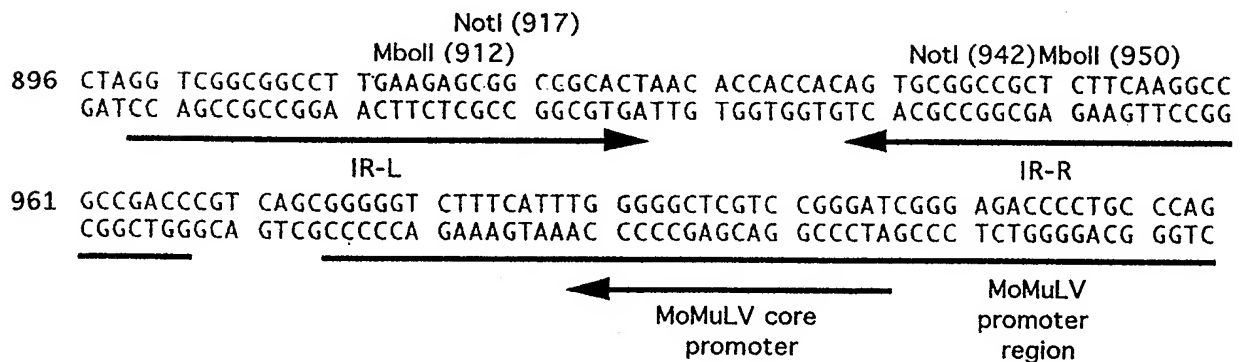 NotI (917)
MboII (912) NotI (942)MboII (950)
896 CTAGG TCGGCGGCCT TGAAGAGCGG CCGCACTAAC ACCACCACAG TGCGGCCGCT CTTCAAGGCC
GATCC AGCCGCCGGA ACTTCTCGCC GGCGTGATTG TGGTGGTGTC ACGCCGGCGA GAAGTTCCGG
IR-L IR-R
961 GCCGACCCGT CAGCGGGGGT CTTTCATTTG GGGGCTCGTC CGGGATCGGG AGACCCCTGC CCAG
CGGCTGGGCA GTCGCCCCCA GAAAGTAAAC CCCCGAGCAG GCCCTAGCCC TCTGGGGACG GGTC
MoMuLV core MoMuLV
promoter promoter
region